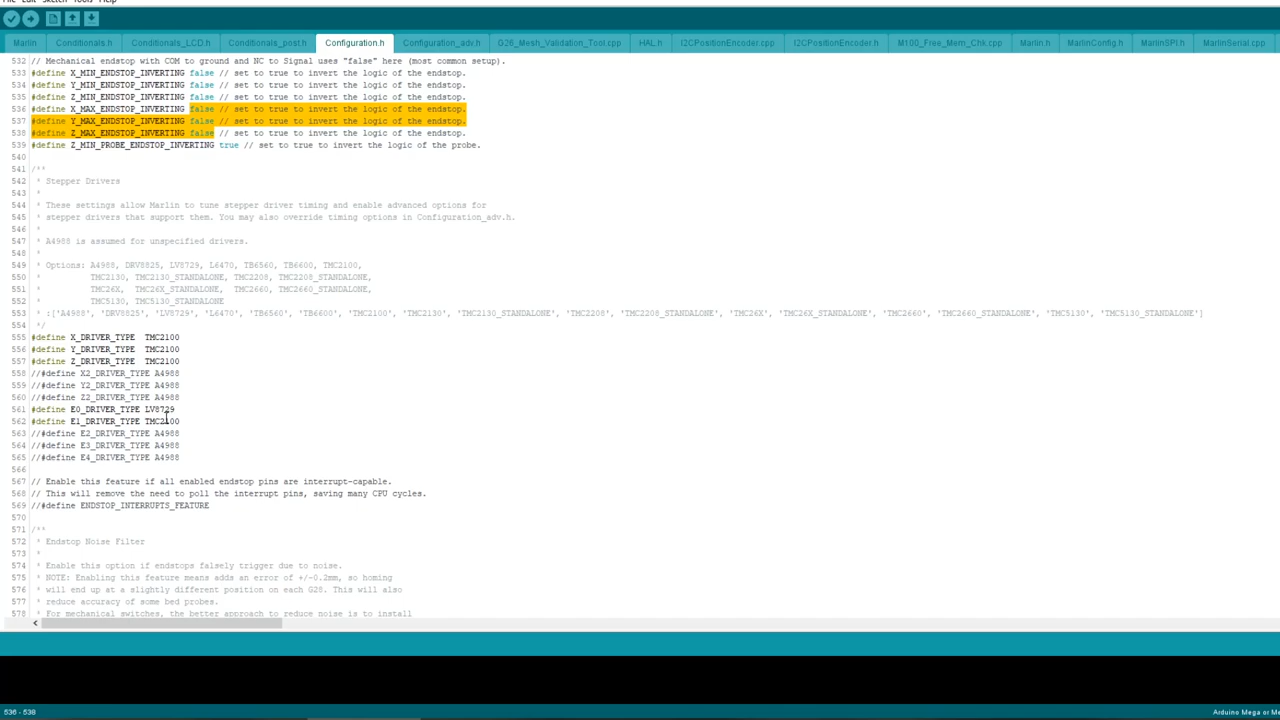 File Edit Sketch Tools Help
Marlin Conditionals.h Conditionals_LCD.h Conditionals_post.h Configuration.h Configuration_adv.h G26_Mesh_Validation_Tool.cpp HAL.h I2CPositionEncoder.cpp I2CPositionEncoder.h M100_Free_Mem_Chk.cpp Marlin.h MarlinConfig.h MarlinSPI.h MarlinSerial.cpp
532 // Mechanical endstop with COM to ground and NC to Signal uses "false" here (most common setup).
533 #define X_MIN_ENDSTOP_INVERTING false // set to true to invert the logic of the endstop.
534 #define Y_MIN_ENDSTOP_INVERTING false // set to true to invert the logic of the endstop.
535 #define Z_MIN_ENDSTOP_INVERTING false // set to true to invert the logic of the endstop.
536 #define X_MAX_ENDSTOP_INVERTING false // set to true to invert the logic of the endstop.
537 #define Y_MAX_ENDSTOP_INVERTING false // set to true to invert the logic of the endstop.
538 #define Z_MAX_ENDSTOP_INVERTING false // set to true to invert the logic of the endstop.
539 #define Z_MIN_PROBE_ENDSTOP_INVERTING true // set to true to invert the logic of the probe.
540
541 /**
542 * Stepper Drivers
543 *
544 * These settings allow Marlin to tune stepper driver timing and enable advanced options for
545 * stepper drivers that support them. You may also override timing options in Configuration_adv.h.
546 *
547 * A4988 is assumed for unspecified drivers.
548 *
549 * Options: A4988, DRV8825, LV8729, L6470, TB6560, TB6600, TMC2100,
550 TMC2130, TMC2130_STANDALONE, TMC2208, TMC2208_STANDALONE,
551 TMC26X, TMC26X_STANDALONE, TMC2660, TMC2660_STANDALONE,
552 TMC5130, TMC5130_STANDALONE
553 * :['A4988', 'DRV8825', 'LV8729', 'L6470', 'TB6560', 'TB6600', 'TMC2100', 'TMC2130', 'TMC2130_STANDALONE', 'TMC2208', 'TMC2208_STANDALONE', 'TMC26X', 'TMC26X_STANDALONE', 'TMC2660', 'TMC2660_STANDALONE', 'TMC5130', 'TMC5130_STANDALONE']
554 */
555 #define X_DRIVER_TYPE TMC2100
556 #define Y_DRIVER_TYPE TMC2100
557 #define Z_DRIVER_TYPE TMC2100
558 //#define X2_DRIVER_TYPE A4988
559 //#define Y2_DRIVER_TYPE A4988
560 //#define Z2_DRIVER_TYPE A4988
561 #define E0_DRIVER_TYPE LV8729
562 #define E1_DRIVER_TYPE TMC2100
563 //#define E2_DRIVER_TYPE A4988
564 //#define E3_DRIVER_TYPE A4988
565 //#define E4_DRIVER_TYPE A4988
566
567 // Enable this feature if all enabled endstop pins are interrupt-capable.
568 // This will remove the need to poll the interrupt pins, saving many CPU cycles.
569 //#define ENDSTOP_INTERRUPTS_FEATURE
570
571 /**
572 * Endstop Noise Filter
573 *
574 * Enable this option if endstops falsely trigger due to noise.
575 * NOTE: Enabling this feature means adds an error of +/-0.2mm, so homing
576 * will end up at a slightly different position on each G28. This will also
577 * reduce accuracy of some bed probes.
578 * For mechanical switches, the better approach to reduce noise is to install
536 - 538 Arduino Mega or Me